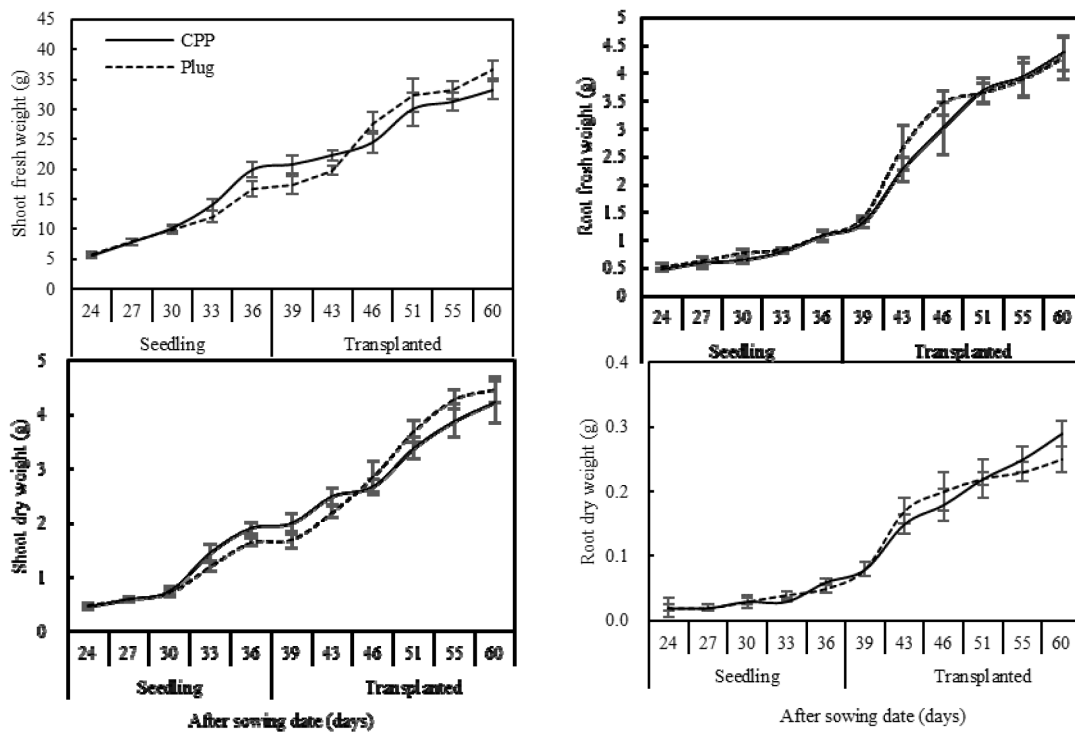 Shoot fresh weight (g)
45
40
35
30
25
20
15
10
5
0
CPP
Plug
24 27 30 33 36 39 43 46 51 55 60
Seedling Transplanted
Root fresh weight (g)
5
4.5
4
3.5
3
2.5
2
1.5
1
0.5
0
24 27 30 33 36 39 43 46 51 55 60
Seedling Transplanted
Shoot dry weight (g)
5
4
3
2
1
0
24 27 30 33 36 39 43 46 51 55 60
Seedling Transplanted
After sowing date (days)
Root dry weight (g)
0.4
0.3
0.2
0.1
0.0
24 27 30 33 36 39 43 46 51 55 60
Seedling Transplanted
After sowing date (days)